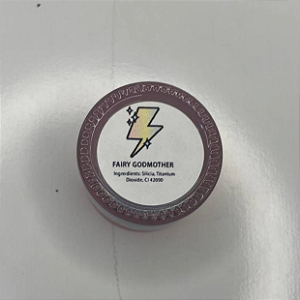 FAIRY GODMOTHER
Ingredients: Silicia, Titanium
Dioxide, CI 42090